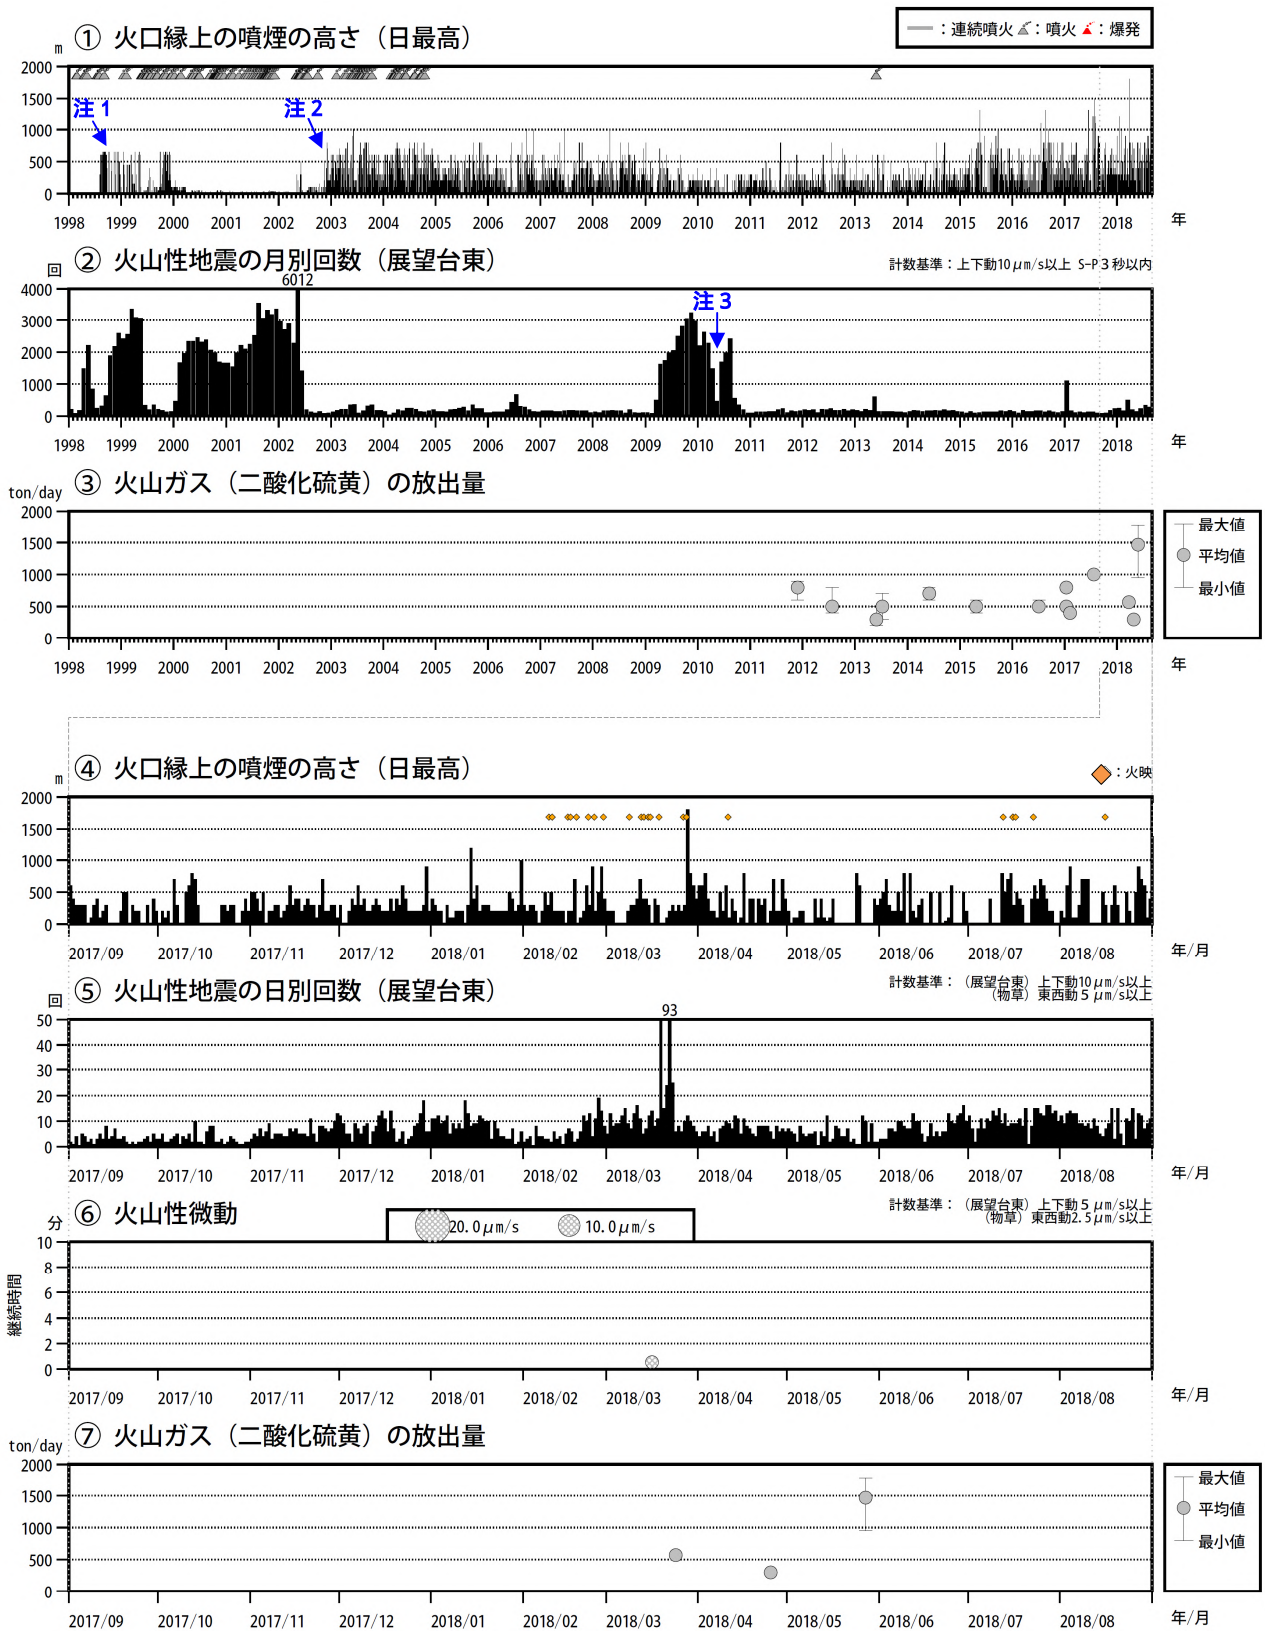 ① 火口縁上の噴煙の高さ（日最高）
：連続噴火 ：噴火 ：爆発
m
2000
1500
1000
500
0
注１
注２
1998 1999 2000 2001 2002 2003 2004 2005 2006 2007 2008 2009 2010 2011 2012 2013 2014 2015 2016 2017 2018 年
② 火山性地震の月別回数（展望台東）
計数基準：上下動10μm/s以上 S-P３秒以内
回
6012
4000
3000
2000
1000
0
注３
1998 1999 2000 2001 2002 2003 2004 2005 2006 2007 2008 2009 2010 2011 2012 2013 2014 2015 2016 2017 2018 年
③ 火山ガス（二酸化硫黄）の放出量
ton/day
2000
1500
1000
500
0
最大値
平均値
最小値
1998 1999 2000 2001 2002 2003 2004 2005 2006 2007 2008 2009 2010 2011 2012 2013 2014 2015 2016 2017 2018 年
④ 火口縁上の噴煙の高さ（日最高）
：火映
m
2000
1500
1000
500
0
2017/09 2017/10 2017/11 2017/12 2018/01 2018/02 2018/03 2018/04 2018/05 2018/06 2018/07 2018/08 年/月
⑤ 火山性地震の日別回数（展望台東）
計数基準：（展望台東）上下動10μm/s以上
（物草）東西動５μm/s以上
回
93
50
40
30
20
10
0
2017/09 2017/10 2017/11 2017/12 2018/01 2018/02 2018/03 2018/04 2018/05 2018/06 2018/07 2018/08 年/月
⑥ 火山性微動
計数基準：（展望台東）上下動５μm/s以上
（物草）東西動2.5μm/s以上
分
20.0μm/s 10.0μm/s
継続時間
10
8
6
4
2
0
2017/09 2017/10 2017/11 2017/12 2018/01 2018/02 2018/03 2018/04 2018/05 2018/06 2018/07 2018/08 年/月
⑦ 火山ガス（二酸化硫黄）の放出量
ton/day
2000
1500
1000
500
0
最大値
平均値
最小値
2017/09 2017/10 2017/11 2017/12 2018/01 2018/02 2018/03 2018/04 2018/05 2018/06 2018/07 2018/08 年/月